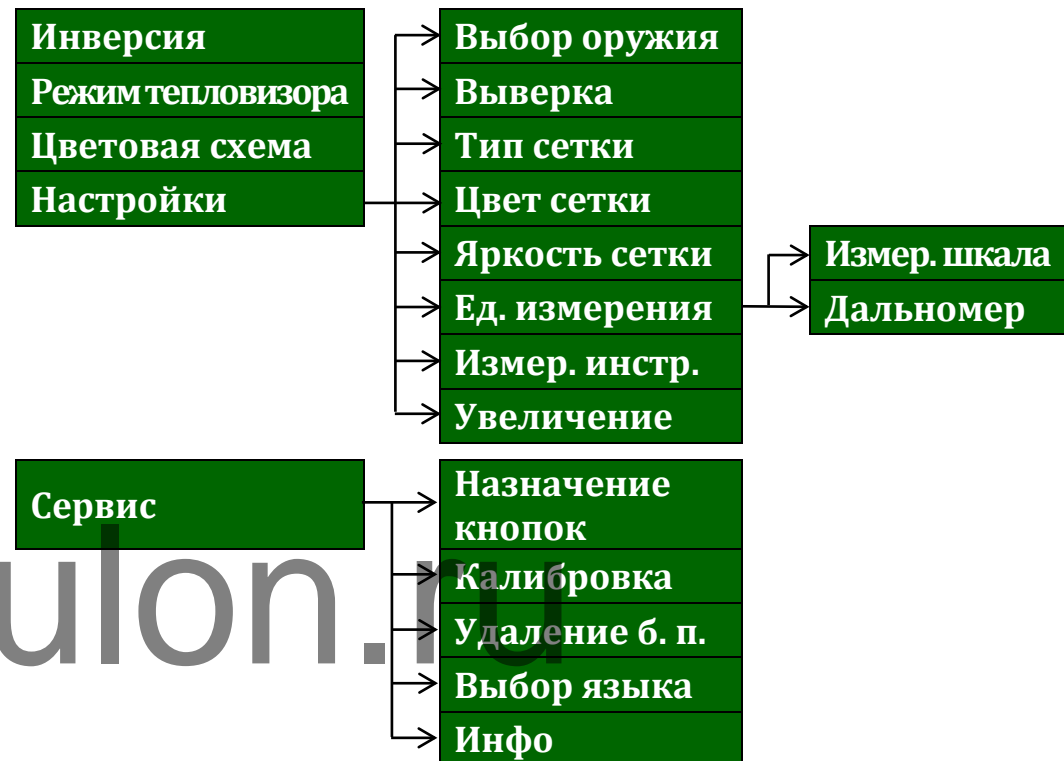 Инверсия
Режим тепловизора
Цветовая схема
Настройки
Выбор оружия
Выверка
Тип сетки
Цвет сетки
Яркость сетки
Ед. измерения
Измер. инстр.
Увеличение
Измер. шкала
Дальномер
Сервис
Назначение
кнопок
Калибровка
Удаление б. п.
Выбор языка
Инфо
ulon.ru